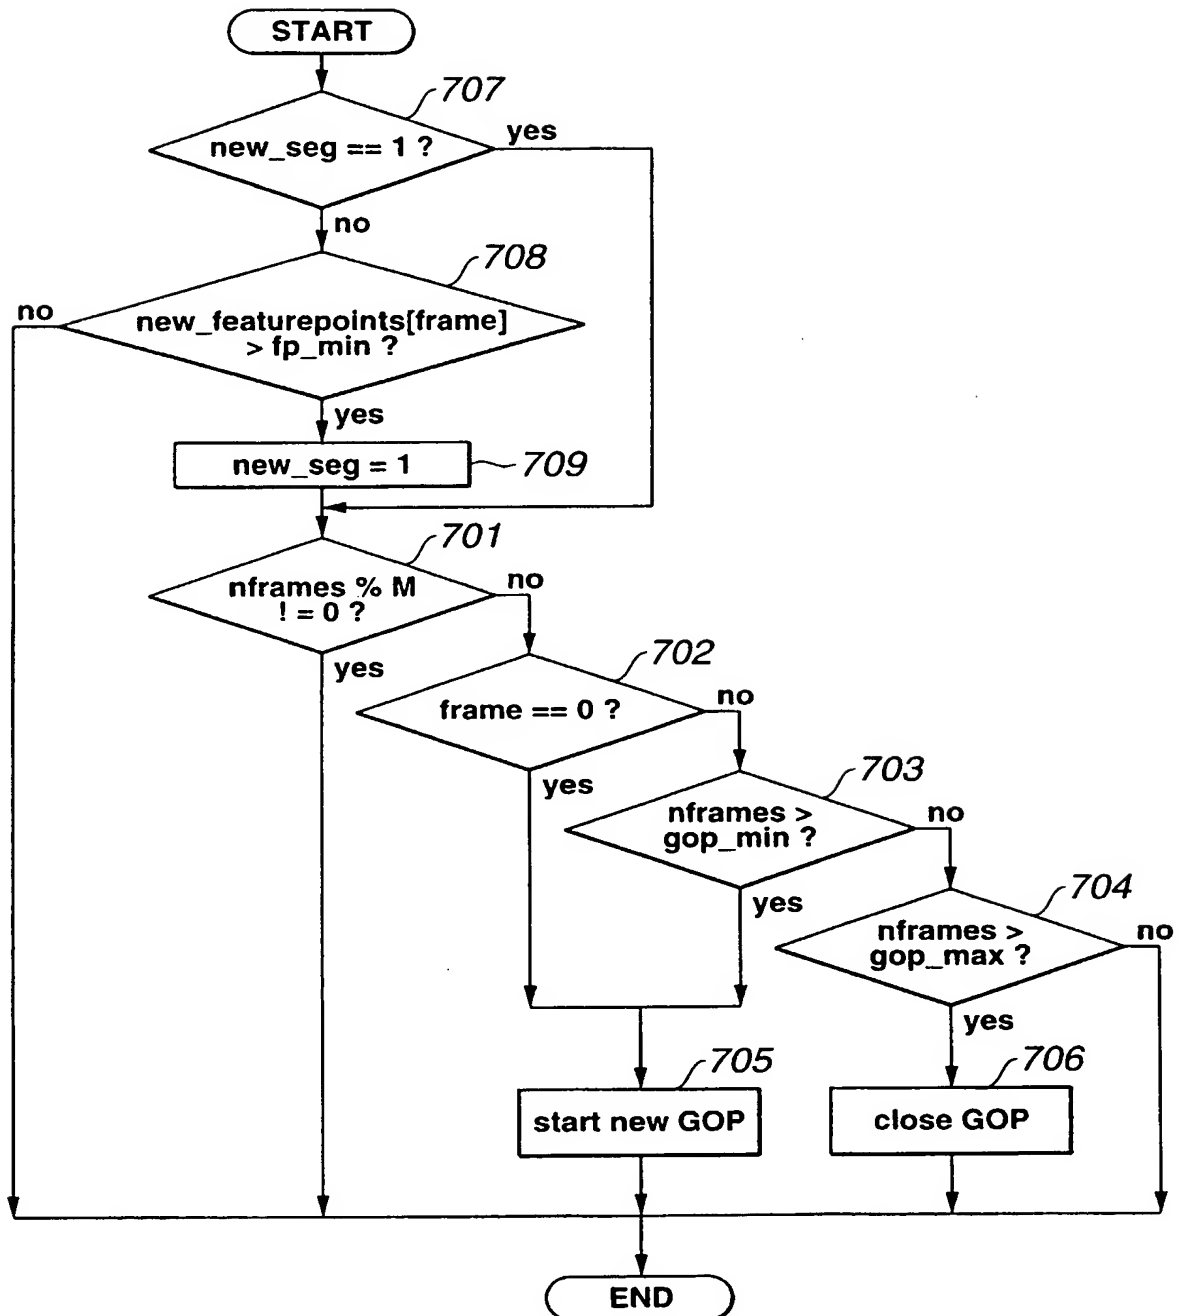 START
707
new_seg == 1 ?
yes
no
708
no
new_featurepoints[frame]
> fp_min ?
yes
new_seg = 1
709
701
nframes % M
! = 0 ?
no
yes
702
frame == 0 ?
no
yes
703
nframes >
gop_min ?
no
yes
704
nframes >
gop_max ?
no
yes
705
start new GOP
706
close GOP
END